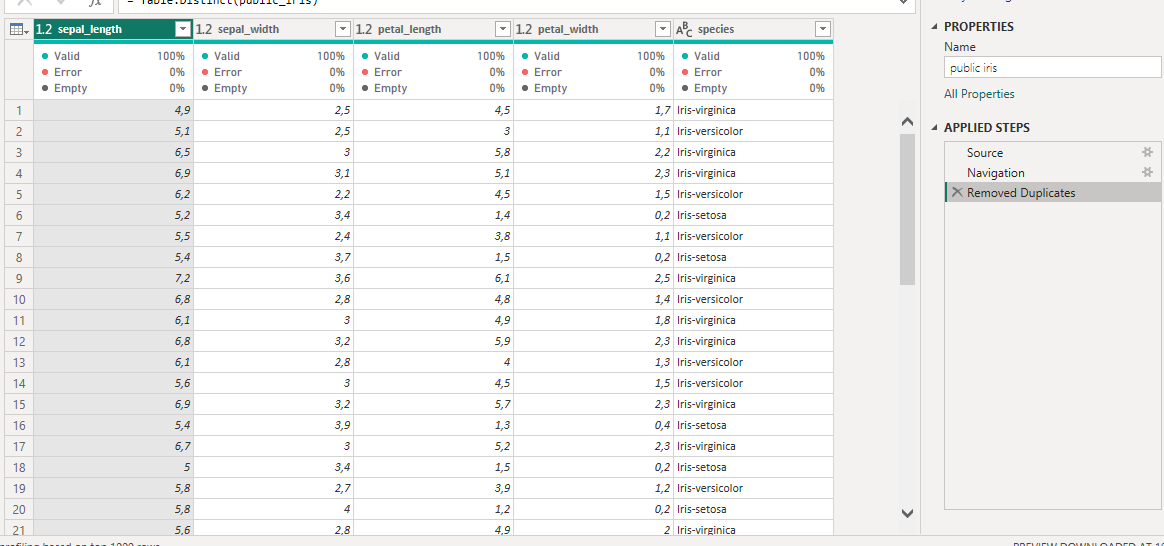 = Table.Distinct(public_iris)
1.2 sepal_length 1.2 sepal_width 1.2 petal_length 1.2 petal_width ABC species
Valid 100% Valid 100% Valid 100% Valid 100% Valid 100%
Error 0% Error 0% Error 0% Error 0% Error 0%
Empty 0% Empty 0% Empty 0% Empty 0% Empty 0%
1 4,9 2,5 4,5 1,7 Iris-virginica
2 5,1 2,5 3 1,1 Iris-versicolor
3 6,5 3 5,8 2,2 Iris-virginica
4 6,9 3,1 5,1 2,3 Iris-virginica
5 6,2 2,2 4,5 1,5 Iris-versicolor
6 5,2 3,4 1,4 0,2 Iris-setosa
7 5,5 2,4 3,8 1,1 Iris-versicolor
8 5,4 3,7 1,5 0,2 Iris-setosa
9 7,2 3,6 6,1 2,5 Iris-virginica
10 6,8 2,8 4,8 1,4 Iris-versicolor
11 6,1 3 4,9 1,8 Iris-virginica
12 6,8 3,2 5,9 2,3 Iris-virginica
13 6,1 2,8 4 1,3 Iris-versicolor
14 5,6 3 4,5 1,5 Iris-versicolor
15 6,9 3,2 5,7 2,3 Iris-virginica
16 5,4 3,9 1,3 0,4 Iris-setosa
17 6,7 3 5,2 2,3 Iris-virginica
18 5 3,4 1,5 0,2 Iris-setosa
19 5,8 2,7 3,9 1,2 Iris-versicolor
20 5,8 4 1,2 0,2 Iris-setosa
21 5,6 2,8 4,9 2 Iris-virginica
PROPERTIES
Name
public iris
All Properties
APPLIED STEPS
Source
Navigation
Removed Duplicates